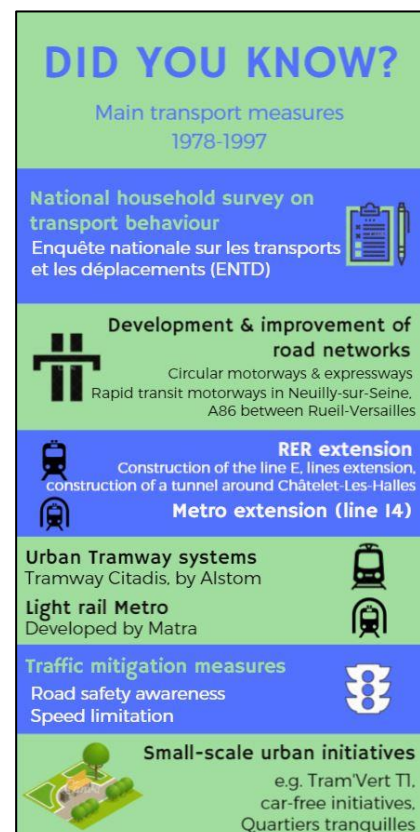 DID YOU KNOW?
Main transport measures
1978-1997
National household survey on
transport behaviour
Enquête nationale sur les transports
et les déplacements (ENTD)
Development & improvement of
road networks
Circular motorways & expressways
Rapid transit motorways in Neuilly-sur-Seine,
A86 between Rueil-Versailles
RER extension
Construction of the line E, lines extension,
construction of a tunnel around Châtelet-Les-Halles
Metro extension (line 14)
Urban Tramway systems
Tramway Citadis, by Alstom
Light rail Metro
Developed by Matra
Traffic mitigation measures
Road safety awareness
Speed limitation
Small-scale urban initiatives
e.g. Tram'Vert T1,
car-free initiatives,
Quartiers tranquilles